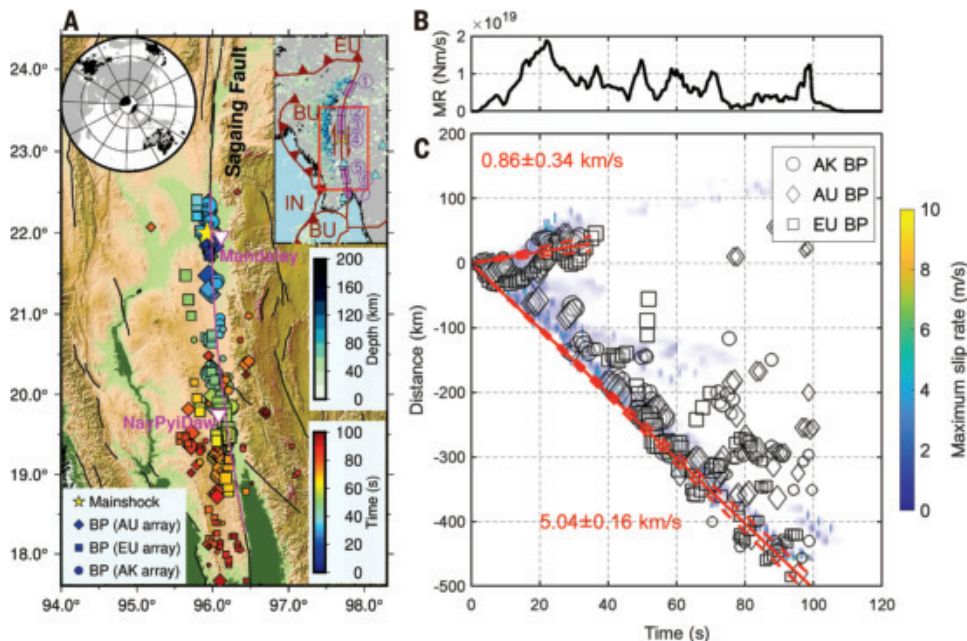 A
24.0°
23.0°
22.0°
21.0°
20.0°
19.0°
18.0°
94.0°
95.0°
96.0°
97.0°
98.0°
Sagaing Fault
EU
BU
IN
BU
①
④
⑤
Mandalay
NayPyiDaw
200
160
120
80
40
0
Depth (km)
100
80
60
40
20
0
Time (s)
Mainshock
BP (AU array)
BP (EU array)
BP (AK array)
B
×10¹⁹
2
1
0
MR (Nm/s)
C
200
100
0
-100
-200
-300
-400
-500
Distance (km)
0.86±0.34 km/s
5.04±0.16 km/s
AK BP
AU BP
EU BP
0
20
40
60
80
100
120
Time (s)
10
8
6
4
2
0
Maximum slip rate (m/s)